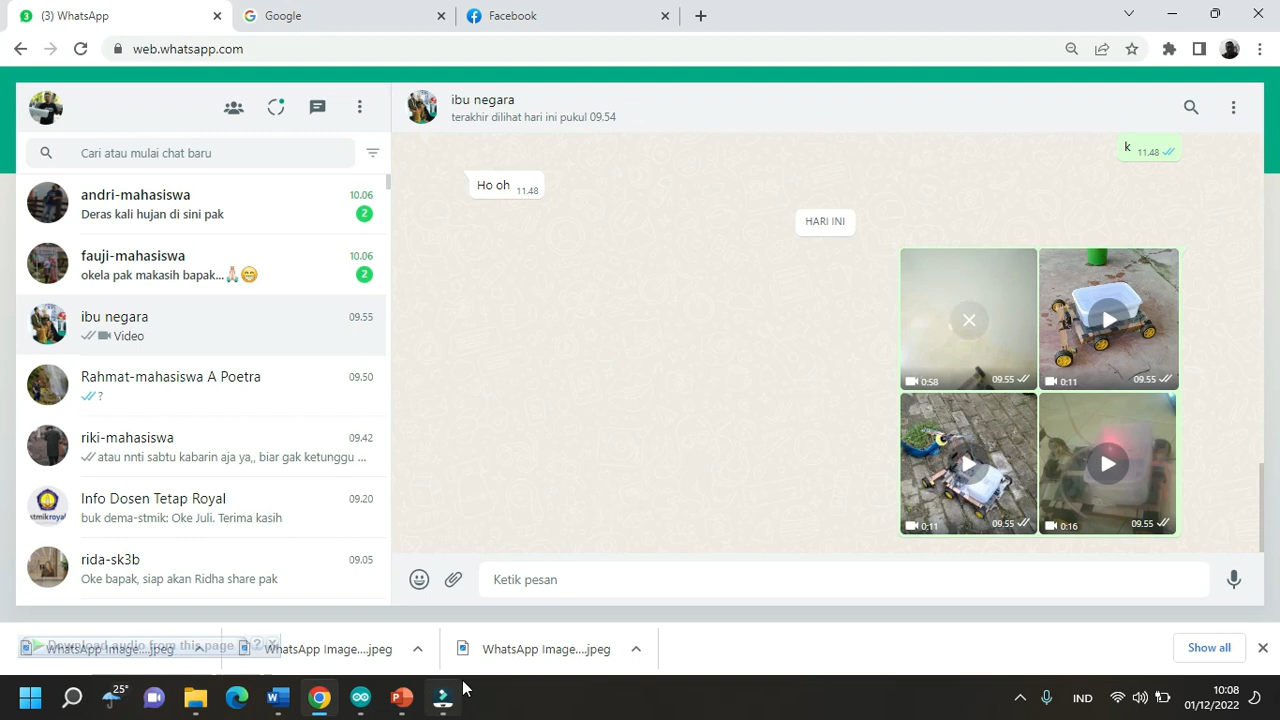 (3) WhatsApp
Google
Facebook
web.whatsapp.com
Cari atau mulai chat baru
andri-mahasiswa 10.06
Deras kali hujan di sini pak 2
fauji-mahasiswa 10.06
okela pak makasih bapak...🙏🏻😁 2
ibu negara 09.55
Video
Rahmat-mahasiswa A Poetra 09.50
?
riki-mahasiswa 09.42
atau nnti sabtu kabarin aja ya,, biar gak ketunggu ...
Info Dosen Tetap Royal 09.20
buk dema-stmik: Oke Juli. Terima kasih
rida-sk3b 09.05
Oke bapak, siap akan Ridha share pak
ibu negara
terakhir dilihat hari ini pukul 09.54
k 11.48
Ho oh 11.48
HARI INI
0:58 09.55
0:11 09.55
0:11 09.55
0:16 09.55
Ketik pesan
Download audio from this page ?
WhatsApp Image....jpeg
WhatsApp Image....jpeg
WhatsApp Image....jpeg
Show all
25°
IND
10:08
01/12/2022